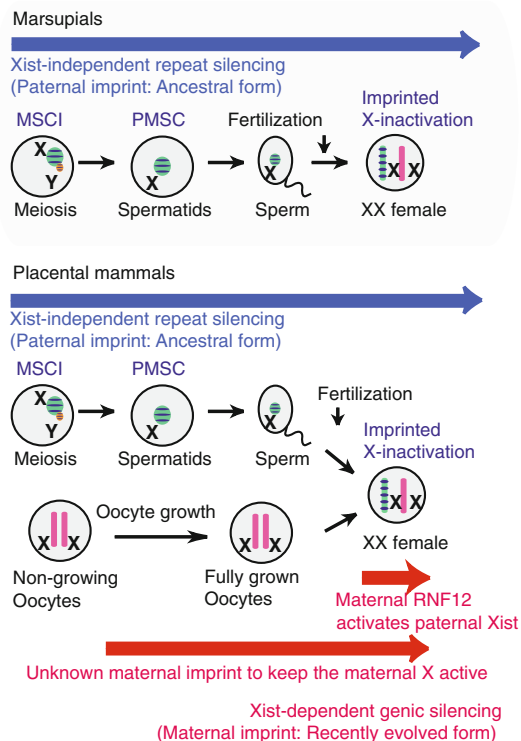 Marsupials
Xist-independent repeat silencing
(Paternal imprint: Ancestral form)
MSCI
PMSC
Fertilization
Imprinted
X-inactivation
X
Y
X
X
X X
Meiosis
Spermatids
Sperm
XX female
Placental mammals
Xist-independent repeat silencing
(Paternal imprint: Ancestral form)
MSCI
PMSC
Fertilization
Imprinted
X-inactivation
X
Y
X
X
X X
Meiosis
Spermatids
Sperm
XX female
Oocyte growth
X X
X X
Non-growing
Oocytes
Fully grown
Oocytes
Maternal RNF12
activates paternal Xist
Unknown maternal imprint to keep the maternal X active
Xist-dependent genic silencing
(Maternal imprint: Recently evolved form)